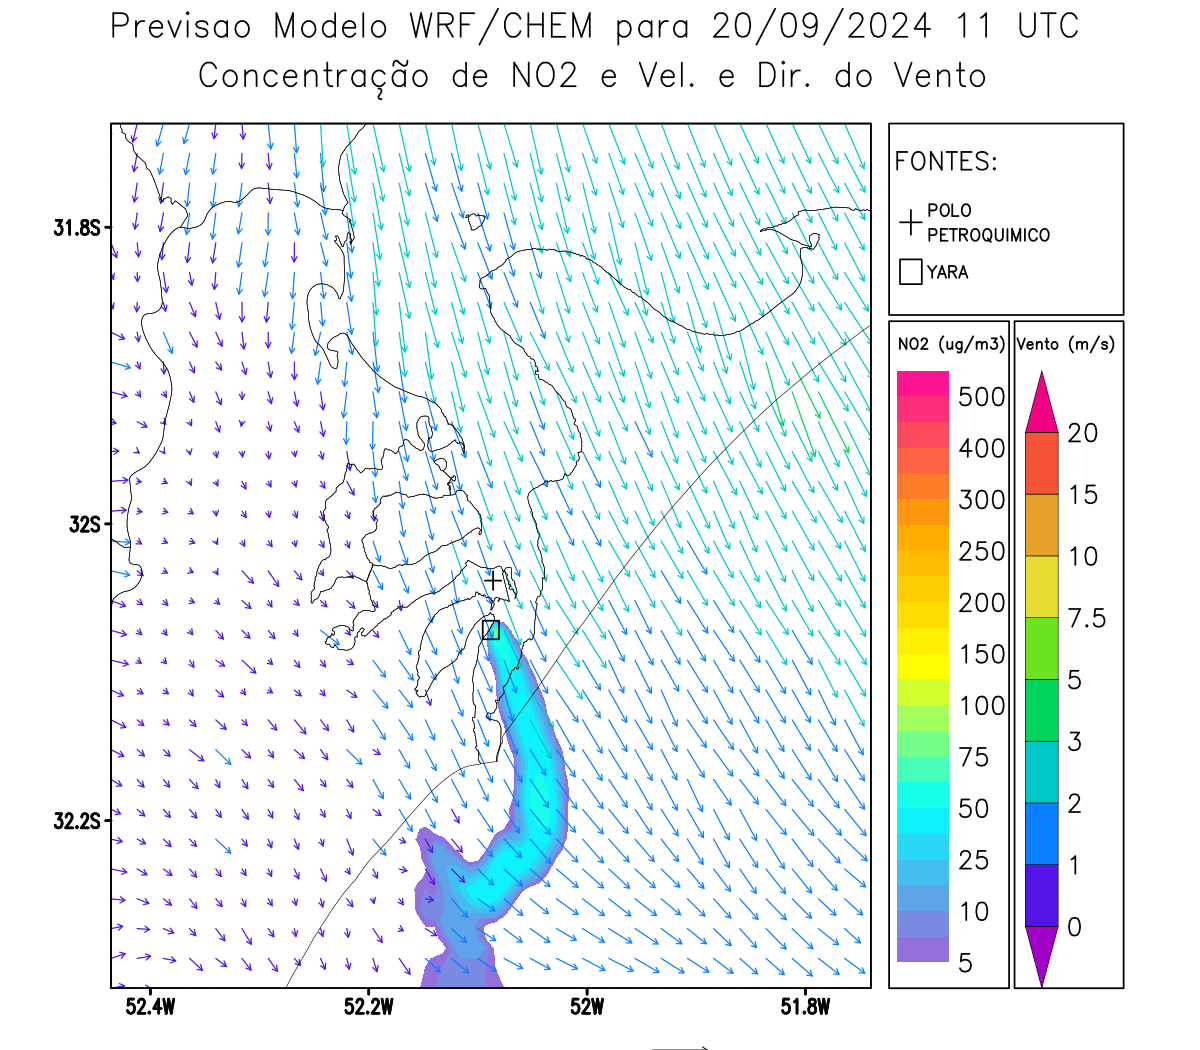 Previsao Modelo WRF/CHEM para 20/09/2024 11 UTC
Concentração de NO2 e Vel. e Dir. do Vento
FONTES:
POLO
PETROQUIMICO
YARA
NO2 (ug/m3)
500
400
300
250
200
150
100
75
50
25
10
5
Vento (m/s)
20
15
10
7.5
5
3
2
1
0
31.8S
32S
32.2S
52.4W
52.2W
52W
51.8W